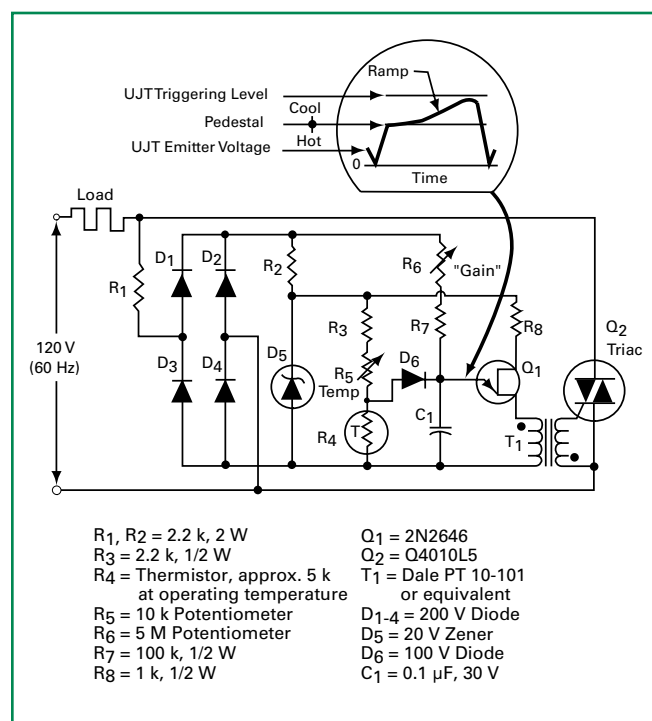 Ramp
UJT Triggering Level
Cool
Pedestal
Hot
UJT Emitter Voltage
0
Time
Load
D1
D2
R2
R6
"Gain"
R1
R3
R7
R8
Q2
Triac
120 V
(60 Hz)
D3
D4
D5
R5
Temp
D6
Q1
C1
T
R4
T1
R1, R2 = 2.2 k, 2 W
R3 = 2.2 k, 1/2 W
R4 = Thermistor, approx. 5 k
at operating temperature
R5 = 10 k Potentiometer
R6 = 5 M Potentiometer
R7 = 100 k, 1/2 W
R8 = 1 k, 1/2 W
Q1 = 2N2646
Q2 = Q4010L5
T1 = Dale PT 10-101
or equivalent
D1-4 = 200 V Diode
D5 = 20 V Zener
D6 = 100 V Diode
C1 = 0.1 µF, 30 V